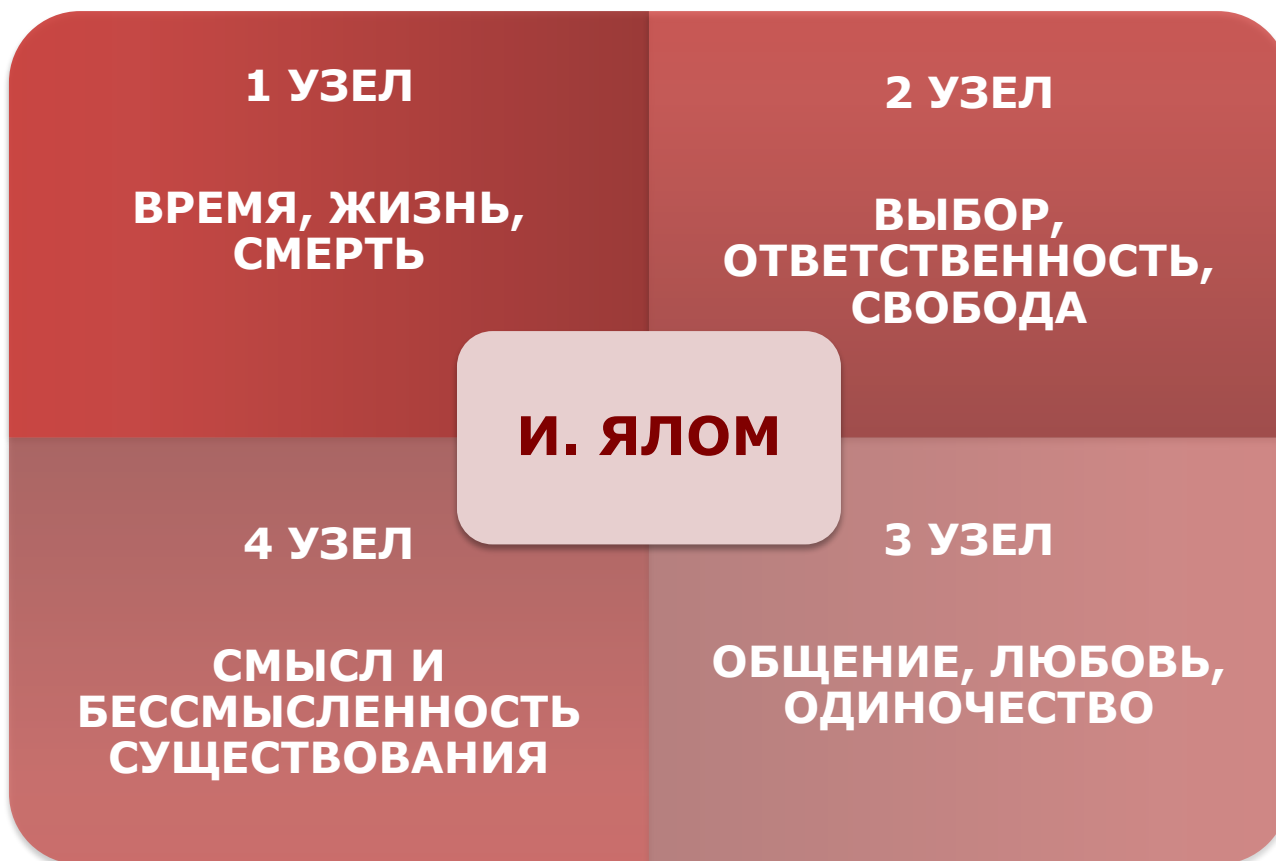 1 УЗЕЛ
ВРЕМЯ, ЖИЗНЬ,
СМЕРТЬ
2 УЗЕЛ
ВЫБОР,
ОТВЕТСТВЕННОСТЬ,
СВОБОДА
И. ЯЛОМ
4 УЗЕЛ
СМЫСЛ И
БЕССМЫСЛЕННОСТЬ
СУЩЕСТВОВАНИЯ
3 УЗЕЛ
ОБЩЕНИЕ, ЛЮБОВЬ,
ОДИНОЧЕСТВО